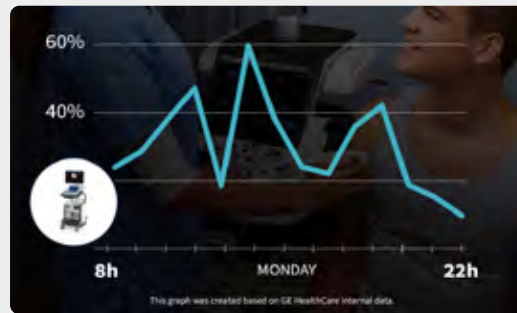 60%
40%
8h MONDAY 22h
This graph was created based on GE HealthCare internal data.